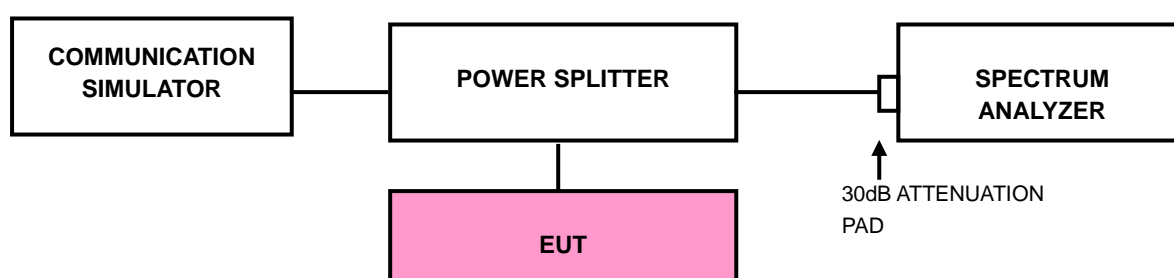 COMMUNICATION
SIMULATOR
POWER SPLITTER
SPECTRUM
ANALYZER
30dB ATTENUATION
PAD
EUT